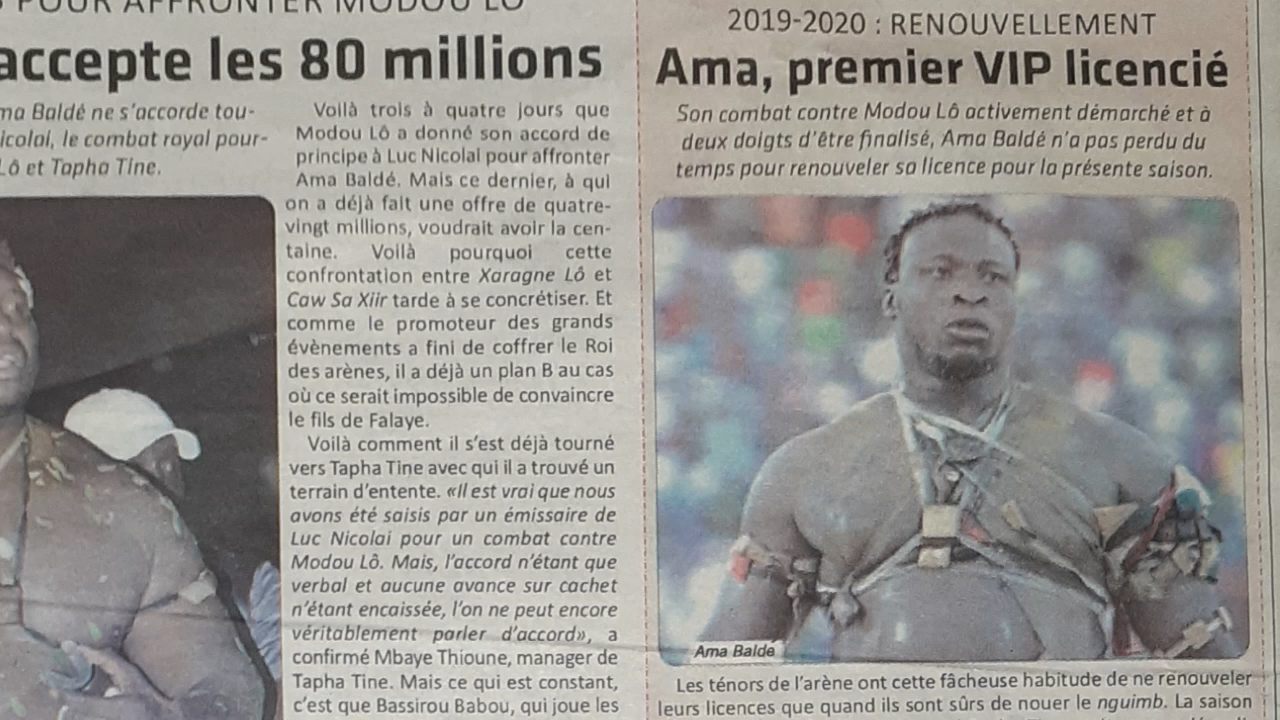 POUR AFFRONTER MODOU LÔ
accepte les 80 millions
ma Baldé ne s'accorde tou-
icolai, le combat royal pour-
Lô et Tapha Tine.
Voilà trois à quatre jours que
Modou Lô a donné son accord de
principe à Luc Nicolai pour affronter
Ama Baldé. Mais ce dernier, à qui
on a déjà fait une offre de quatre-
vingt millions, voudrait avoir la cen-
taine. Voilà pourquoi cette
confrontation entre Xaragne Lô et
Caw Sa Xiir tarde à se concrétiser. Et
comme le promoteur des grands
évènements a fini de coffrer le Roi
des arènes, il a déjà un plan B au cas
où ce serait impossible de convaincre
le fils de Falaye.
Voilà comment il s'est déjà tourné
vers Tapha Tine avec qui il a trouvé un
terrain d'entente. «Il est vrai que nous
avons été saisis par un émissaire de
Luc Nicolai pour un combat contre
Modou Lô. Mais, l'accord n'étant que
verbal et aucune avance sur cachet
n'étant encaissée, l'on ne peut encore
véritablement parler d'accord», a
confirmé Mbaye Thioune, manager de
Tapha Tine. Mais ce qui est constant,
c'est que Bassirou Babou, qui joue les
2019-2020 : RENOUVELLEMENT
Ama, premier VIP licencié
Son combat contre Modou Lô activement démarché et à
deux doigts d'être finalisé, Ama Baldé n'a pas perdu du
temps pour renouveler sa licence pour la présente saison.
Ama Baldé
Les ténors de l'arène ont cette fâcheuse habitude de ne renouveler
leurs licences que quand ils sont sûrs de nouer le nguimb. La saison